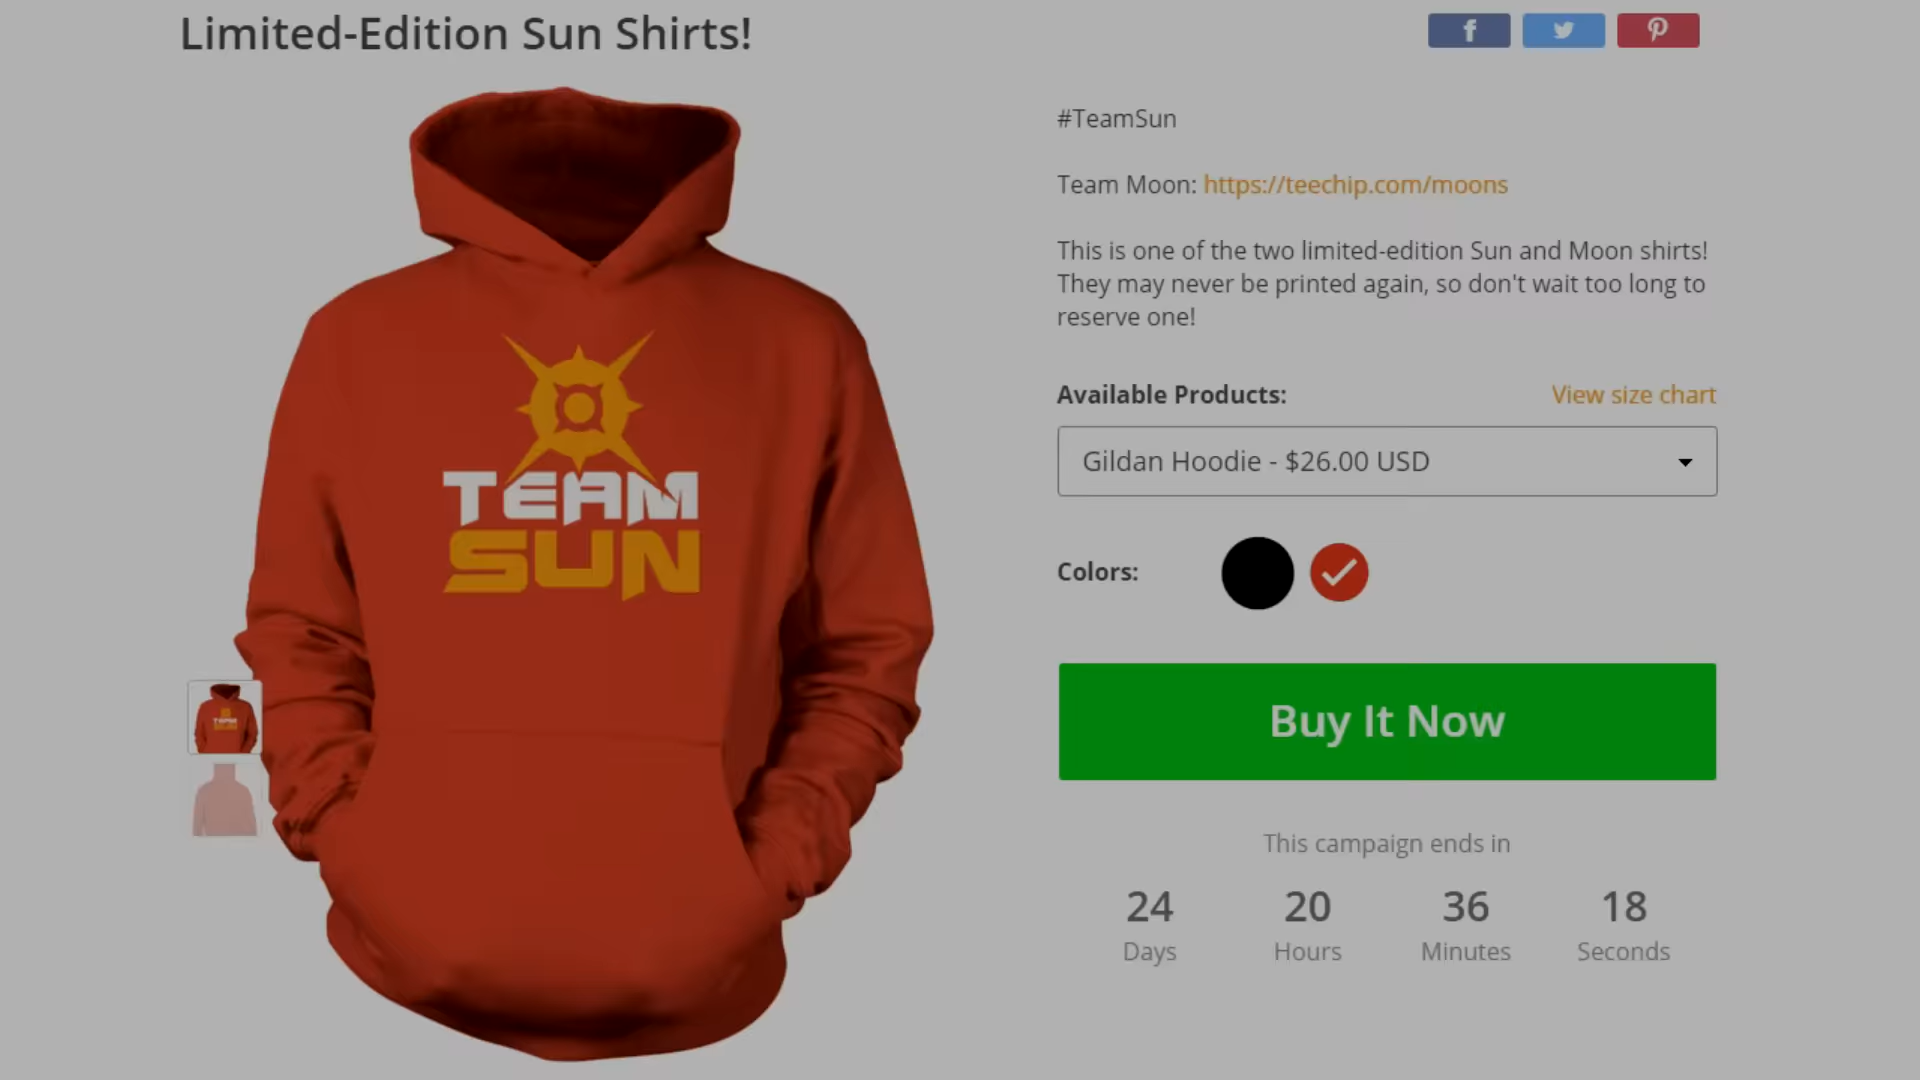 Limited-Edition Sun Shirts!
#TeamSun
Team Moon: https://teechip.com/moons
This is one of the two limited-edition Sun and Moon shirts!
They may never be printed again, so don't wait too long to
reserve one!
Available Products:
View size chart
Gildan Hoodie - $26.00 USD
Colors:
Buy It Now
This campaign ends in
24 20 36 18
Days Hours Minutes Seconds
TEAM
SUN